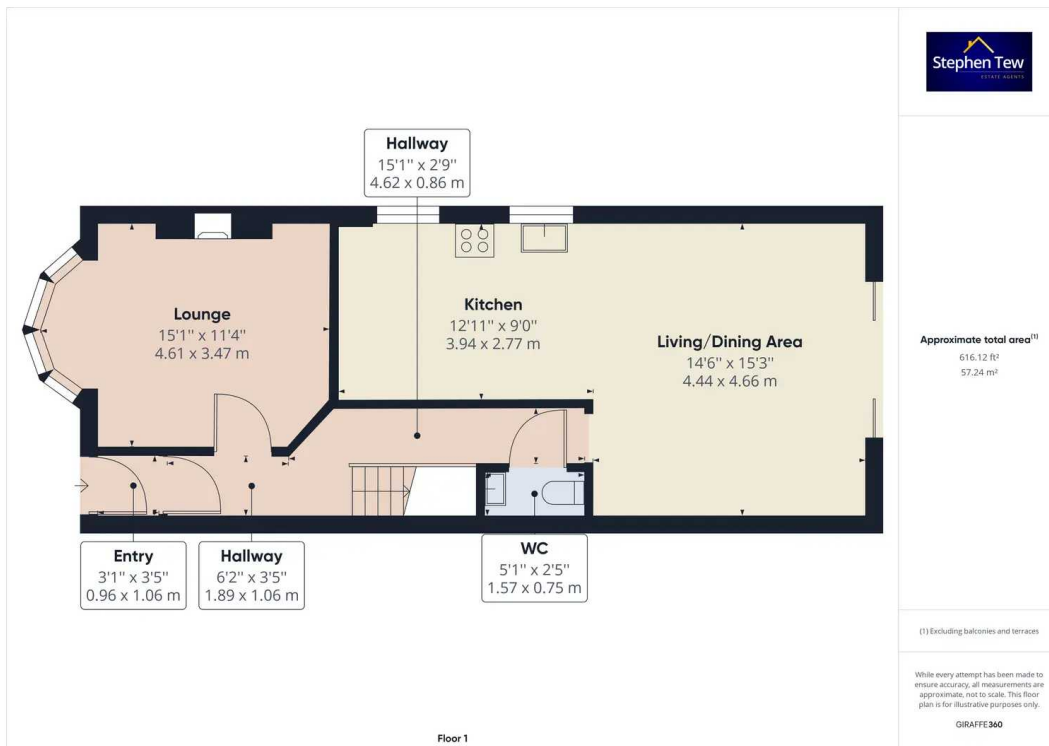 Stephen Tew
ESTATE AGENTS
Hallway
15'1'' x 2'9''
4.62 x 0.86 m
Lounge
15'1'' x 11'4''
4.61 x 3.47 m
Kitchen
12'11'' x 9'0''
3.94 x 2.77 m
Living/Dining Area
14'6'' x 15'3''
4.44 x 4.66 m
Entry
3'1'' x 3'5''
0.96 x 1.06 m
Hallway
6'2'' x 3'5''
1.89 x 1.06 m
WC
5'1'' x 2'5''
1.57 x 0.75 m
Floor 1
Approximate total area(1)
616.12 ft²
57.24 m²
(1) Excluding balconies and terraces
While every attempt has been made to
ensure accuracy, all measurements are
approximate, not to scale. This floor
plan is for illustrative purposes only.
GIRAFFE360